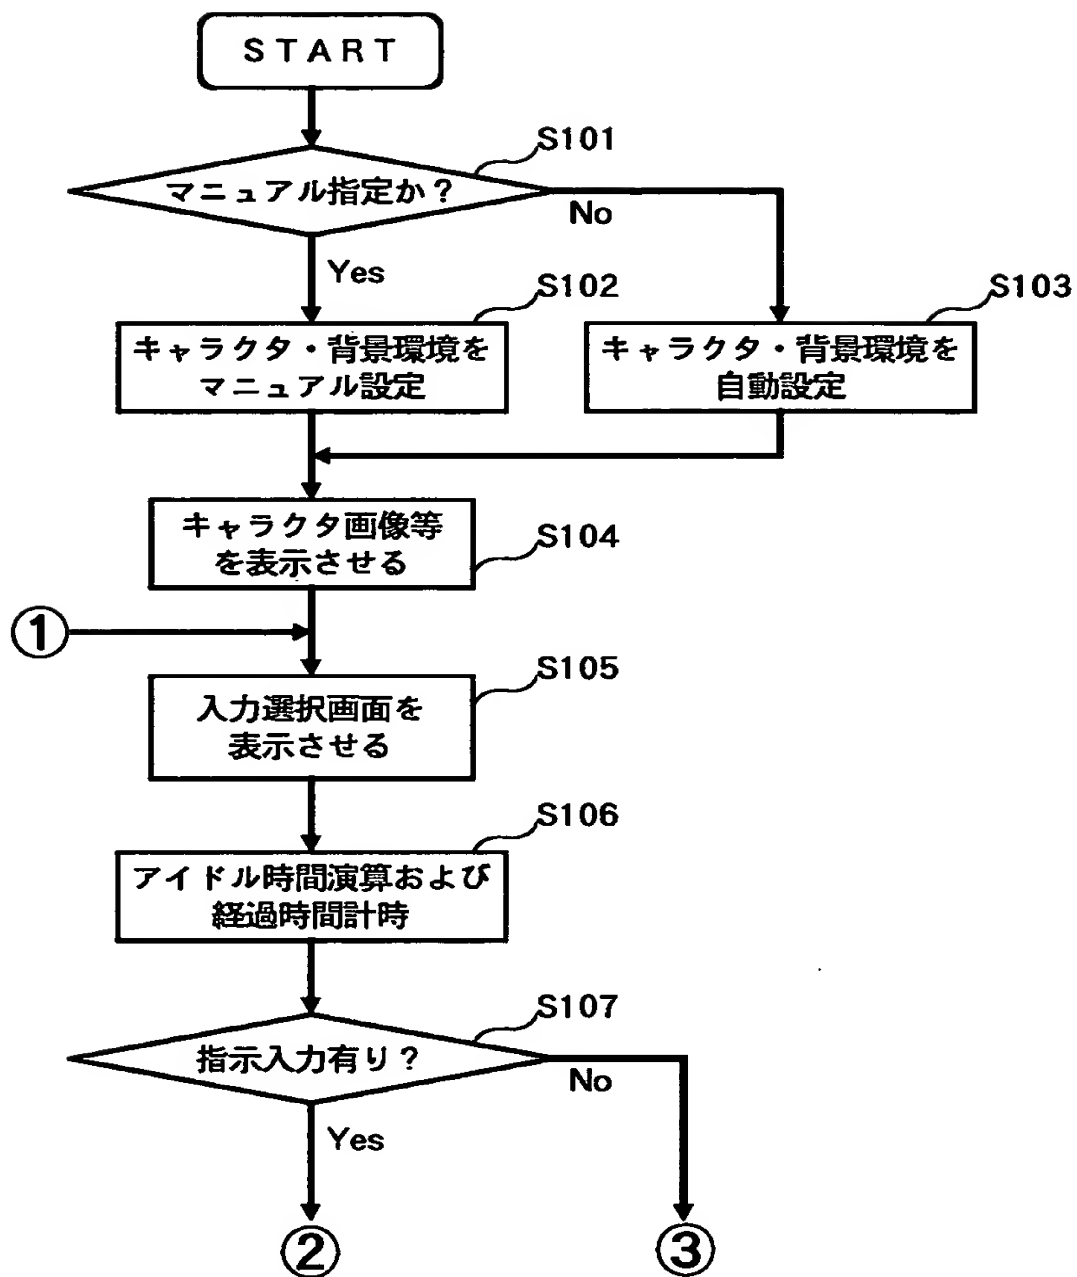 START
S101
マニュアル指定か？
No
Yes
S102
S103
キャラクタ・背景環境を
マニュアル設定
キャラクタ・背景環境を
自動設定
キャラクタ画像等
を表示させる
S104
①
S105
入力選択画面を
表示させる
S106
アイドル時間演算および
経過時間計時
S107
指示入力有り？
No
Yes
②
③